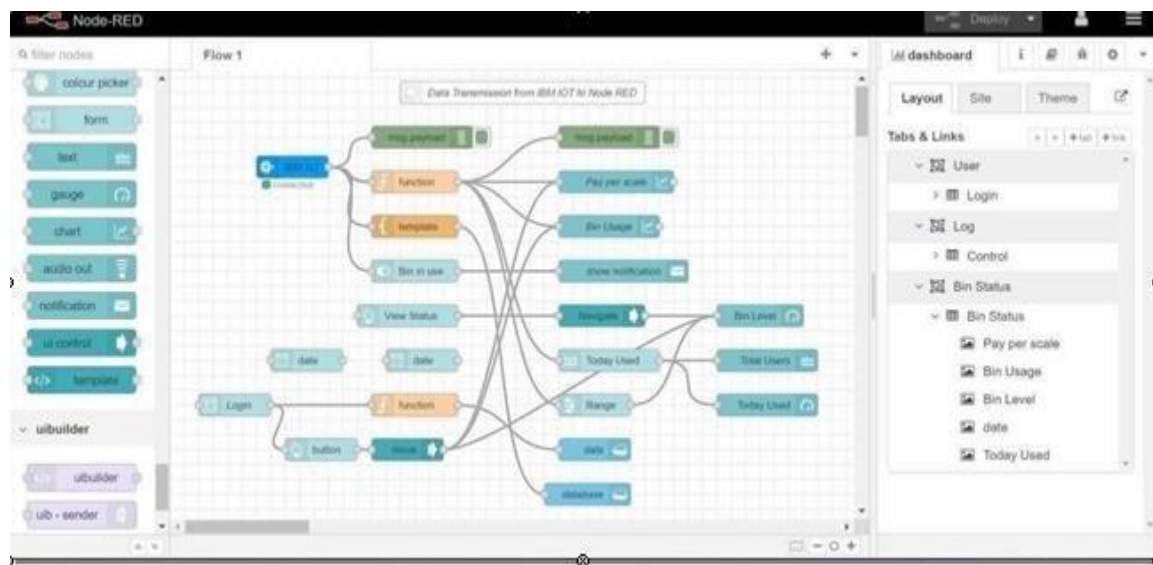 Node-RED
Deploy
filter nodes
colour picker
form
text
gauge
chart
audio out
notification
ui control
template
uibuilder
uibuilder
uib - sender
Flow 1
Data Transmission from IBM IOT to Node RED
msg.payload
msg.payload
connected
function
Pay per scale
template
Bin Usage
Bin in use
show notification
View Status
Navigate
Bin Level
date
date
Today Used
Total Users
Login
function
Range
Today Used
button
data
database
dashboard
i
Layout
Site
Theme
Tabs & Links
+ tab
+ link
User
Login
Log
Control
Bin Status
Bin Status
Pay per scale
Bin Usage
Bin Level
date
Today Used